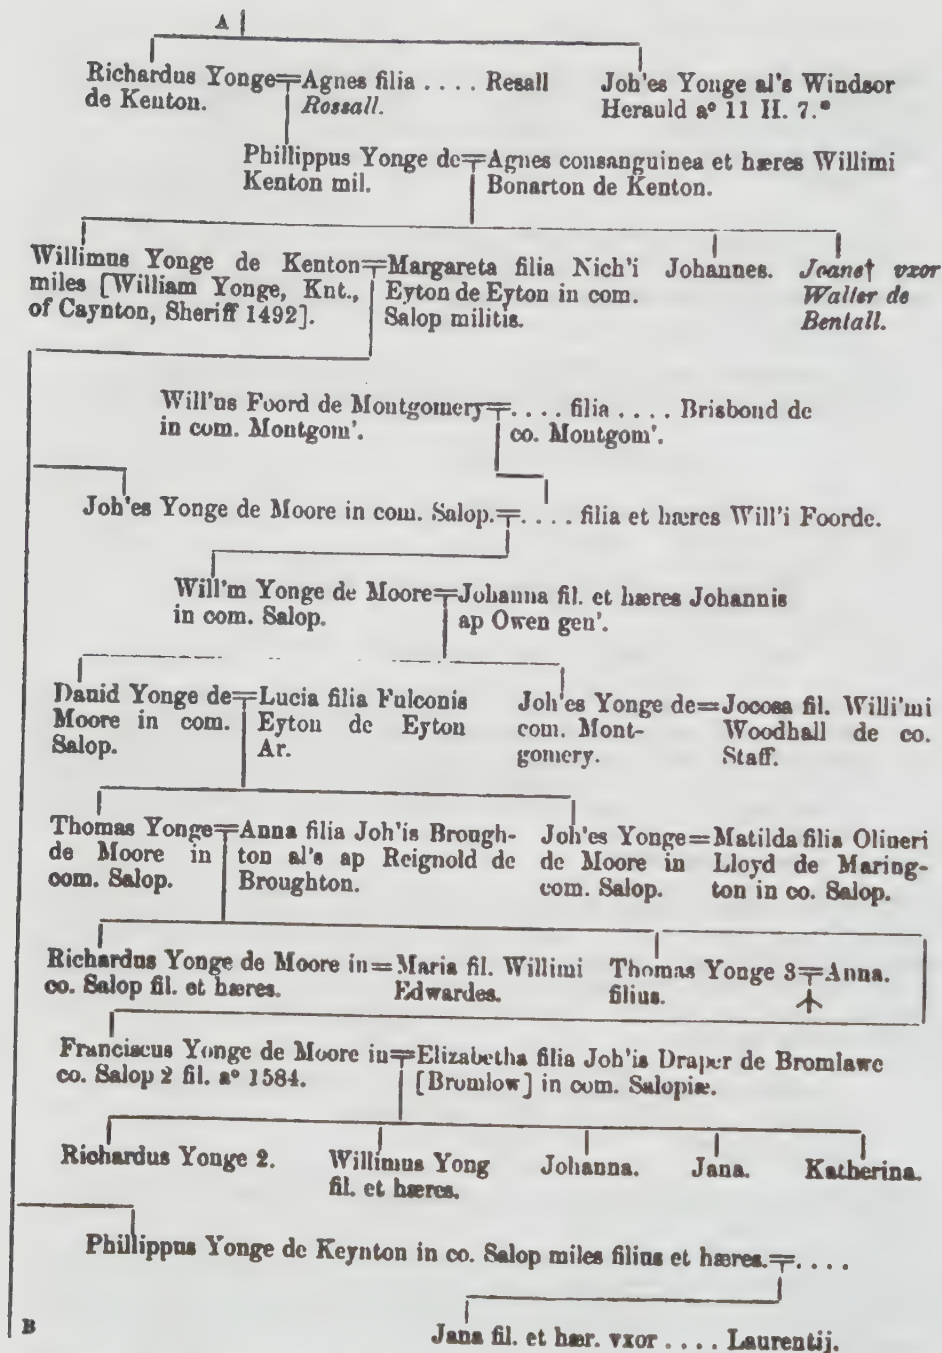 A
Richardus Yonge=Agnes filia . . . . Resall
de Kenton. Rossall.
Joh'es Yonge al's Windsor
Herauld aº 11 H. 7.*
Phillippus Yonge de=Agnes consanguinea et hæres Willimi
Kenton mil. Bonarton de Kenton.
Willimus Yonge de Kenton=Margareta filia Nich'i
miles [William Yonge, Knt., Eyton de Eyton in com.
of Caynton, Sheriff 1492]. Salop militis.
Johannes.
Joane† vxor
Walter de
Bentall.
Will'us Foord de Montgomery=. . . . filia . . . . Brisbond de
in com. Montgom'. co. Montgom'.
Joh'es Yonge de Moore in com. Salop.=. . . . filia et hæres Will'i Foorde.
Will'm Yonge de Moore=Johanna fil. et hæres Johannis
in com. Salop. ap Owen gen'.
Dauid Yonge de=Lucia filia Fulconis
Moore in com. Eyton de Eyton
Salop. Ar.
Joh'es Yonge de=Jocosa fil. Willi'mi
com. Mont- Woodhall de co.
gomery. Staff.
Thomas Yonge=Anna filia Joh'is Brough-
de Moore in ton al's ap Reignold de
com. Salop. Broughton.
Joh'es Yonge=Matilda filia Olineri
de Moore in Lloyd de Maring-
com. Salop. ton in co. Salop.
Richardus Yonge de Moore in=Maria fil. Willimi
co. Salop fil. et hæres. Edwardes.
Thomas Yonge 3=Anna.
filius.
Franciscus Yonge de Moore in=Elizabetha filia Joh'is Draper de Bromlawe
co. Salop 2 fil. aº 1584. [Bromlow] in com. Salopiæ.
Richardus Yonge 2.
Willimus Yong
fil. et hæres.
Johanna.
Jana.
Katherina.
Phillippus Yonge de Keynton in co. Salop miles filius et hæres.=. . . .
B
Jana fil. et hær. vxor . . . . Laurentij.